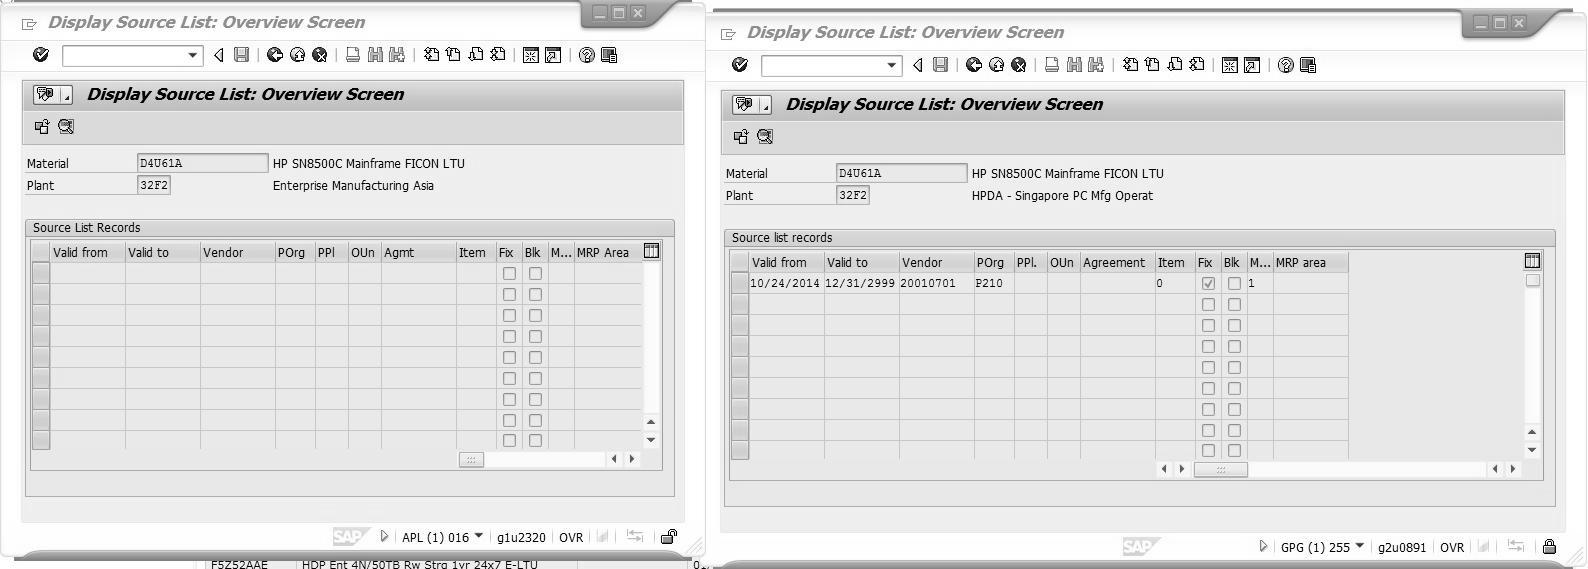 Display Source List: Overview Screen
Display Source List: Overview Screen
Material D4U61A HP SN8500C Mainframe FICON LTU
Plant 32F2 Enterprise Manufacturing Asia
Source List Records
Valid from Valid to Vendor POrg PPl OUn Agmt Item Fix Blk M... MRP Area
SAP APL (1) 016 g1u2320 OVR
F5Z52AAE HDP Ent 4N/50TB Rw Strg 1yr 24x7 E-LTU
Display Source List: Overview Screen
Display Source List: Overview Screen
Material D4U61A HP SN8500C Mainframe FICON LTU
Plant 32F2 HPDA - Singapore PC Mfg Operat
Source list records
Valid from Valid to Vendor POrg PPl. OUn Agreement Item Fix Blk M... MRP area
10/24/2014 12/31/2999 20010701 P210 0 1
SAP GPG (1) 255 g2u0891 OVR